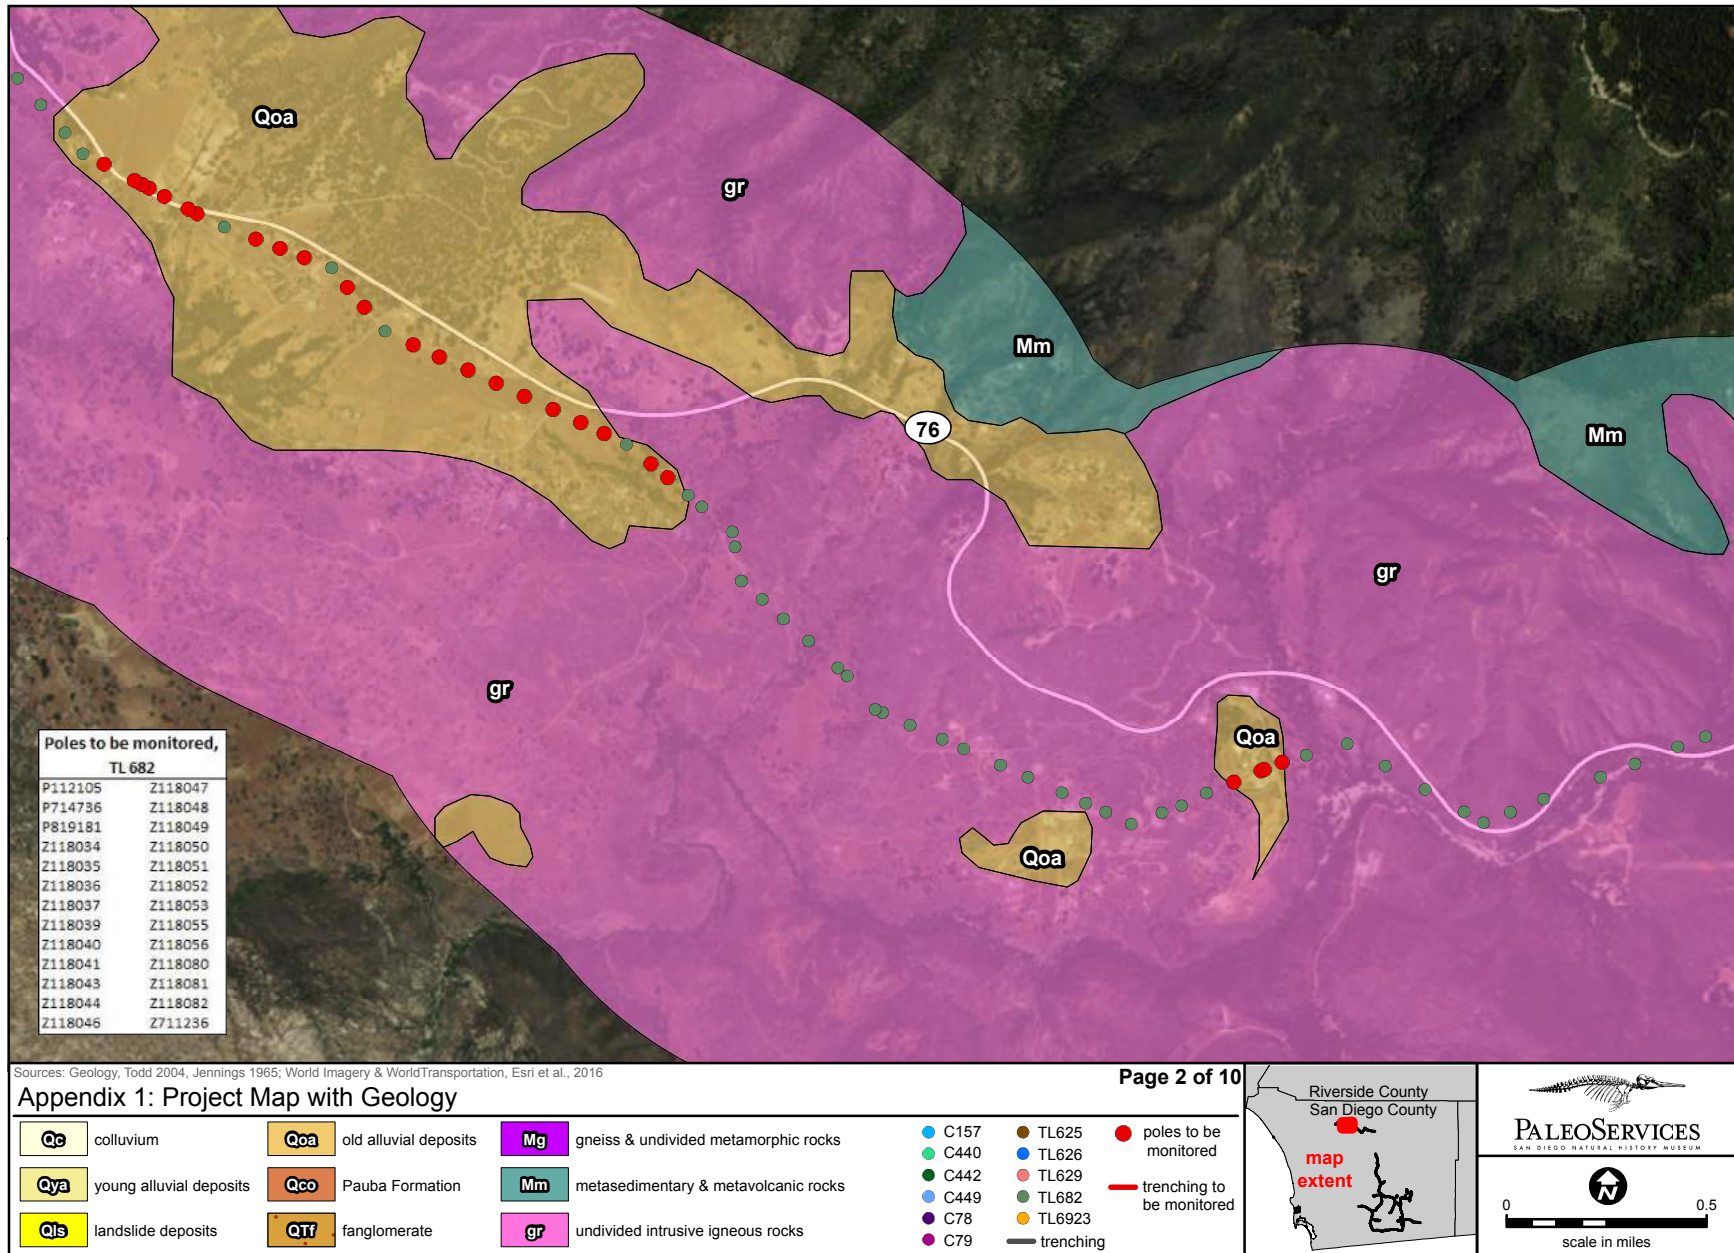 Qoa
gr
Mm
Mm
76
gr
gr
Qoa
Qoa
Poles to be monitored,
TL 682
P112105 Z118047
P714736 Z118048
P819181 Z118049
Z118034 Z118050
Z118035 Z118051
Z118036 Z118052
Z118037 Z118053
Z118039 Z118055
Z118040 Z118056
Z118041 Z118080
Z118043 Z118081
Z118044 Z118082
Z118046 Z711236
Sources: Geology, Todd 2004, Jennings 1965; World Imagery & WorldTransportation, Esri et al., 2016
Page 2 of 10
Appendix 1: Project Map with Geology
Qc colluvium
Qya young alluvial deposits
Qls landslide deposits
Qoa old alluvial deposits
Qco Pauba Formation
QTf fanglomerate
Mg gneiss & undivided metamorphic rocks
Mm metasedimentary & metavolcanic rocks
gr undivided intrusive igneous rocks
C157
C440
C442
C449
C78
C79
TL625
TL626
TL629
TL682
TL6923
trenching
poles to be
monitored
trenching to
be monitored
Riverside County
San Diego County
map
extent
PALEOSERVICES
SAN DIEGO NATURAL HISTORY MUSEUM
N
0 0.5
scale in miles